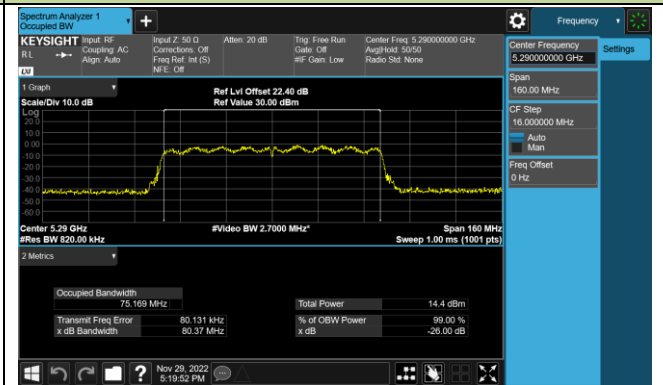 Spectrum Analyzer 1
Occupied BW
Frequency
KEYSIGHT
RL
LXI
Input: RF
Coupling: AC
Align: Auto
Input Z: 50 Ω
Corrections: Off
Freq Ref: Int (S)
NFE: Off
Atten: 20 dB
Trig: Free Run
Gate: Off
#IF Gain: Low
Center Freq: 5.290000000 GHz
Avg|Hold: 50/50
Radio Std: None
Center Frequency
5.290000000 GHz
Settings
Span
160.00 MHz
CF Step
16.000000 MHz
Auto
Man
Freq Offset
0 Hz
1 Graph
Scale/Div 10.0 dB
Ref Lvl Offset 22.40 dB
Ref Value 30.00 dBm
Log
20.0
10.0
0.00
-10.0
-20.0
-30.0
-40.0
-50.0
-60.0
Center 5.29 GHz
#Video BW 2.7000 MHz*
Span 160 MHz
#Res BW 820.00 kHz
Sweep 1.00 ms (1001 pts)
2 Metrics
Occupied Bandwidth
75.169 MHz
Total Power 14.4 dBm
Transmit Freq Error 80.131 kHz
% of OBW Power 99.00 %
x dB Bandwidth 80.37 MHz
x dB -26.00 dB
?
Nov 29, 2022
5:19:52 PM